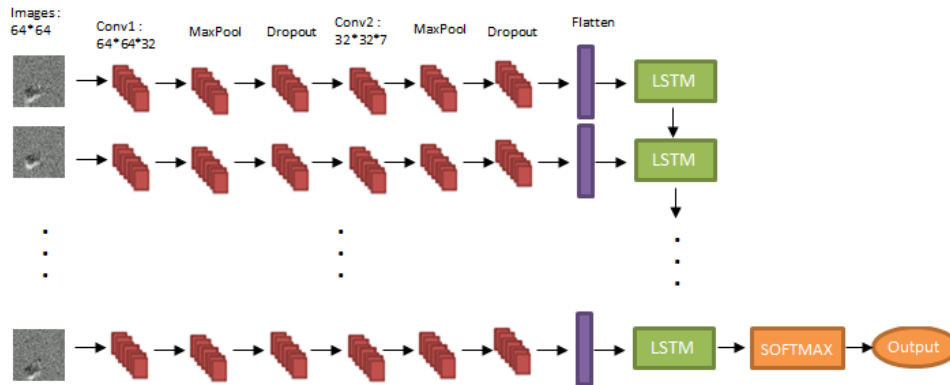 Images :
64*64
Conv1 :
64*64*32
MaxPool
Dropout
Conv2 :
32*32*7
MaxPool
Dropout
Flatten
LSTM
LSTM
LSTM
SOFTMAX
Output